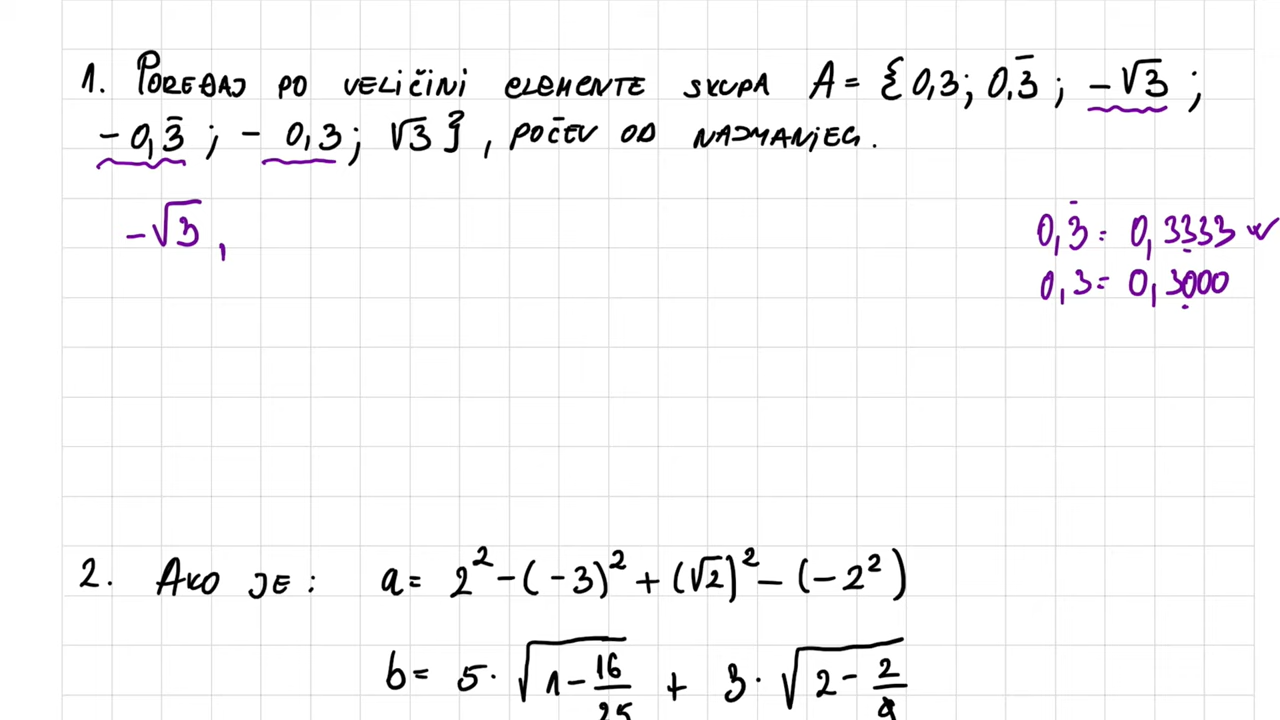 1. POREĐAJ PO VELIČINI ELEMENTE SKUPA A = {0,3; 0,3̄; -√3;
-0,3̄; -0,3; √3}, POČEV OD NAJMANJEG.
-√3,
0,3̄ = 0,3333
0,3 = 0,3000
2. AKO JE: a = 2² - (-3)² + (√2)² - (-2²)
b = 5·√(1 - 16/25) + 3·√(2 - 2/9)